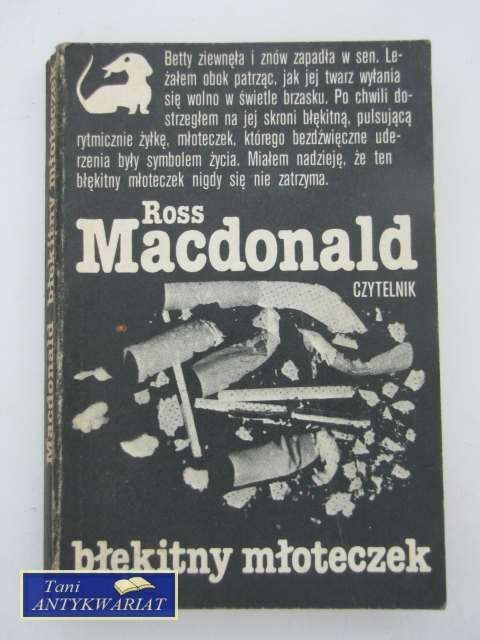 Betty ziewnęła i znów zapadła w sen. Le-
żałem obok patrząc, jak jej twarz wyłania
się wolno w świetle brzasku. Po chwili do-
strzegłem na jej skroni błękitną, pulsującą
rytmicznie żyłkę, młoteczek, którego bezdźwięczne ude-
rzenia były symbolem życia. Miałem nadzieję, że ten
błękitny młoteczek nigdy się nie zatrzyma.
Ross
Macdonald
CZYTELNIK
błękitny młoteczek
Macdonald błękitny młoteczek
Tani
ANTYKWARIAT